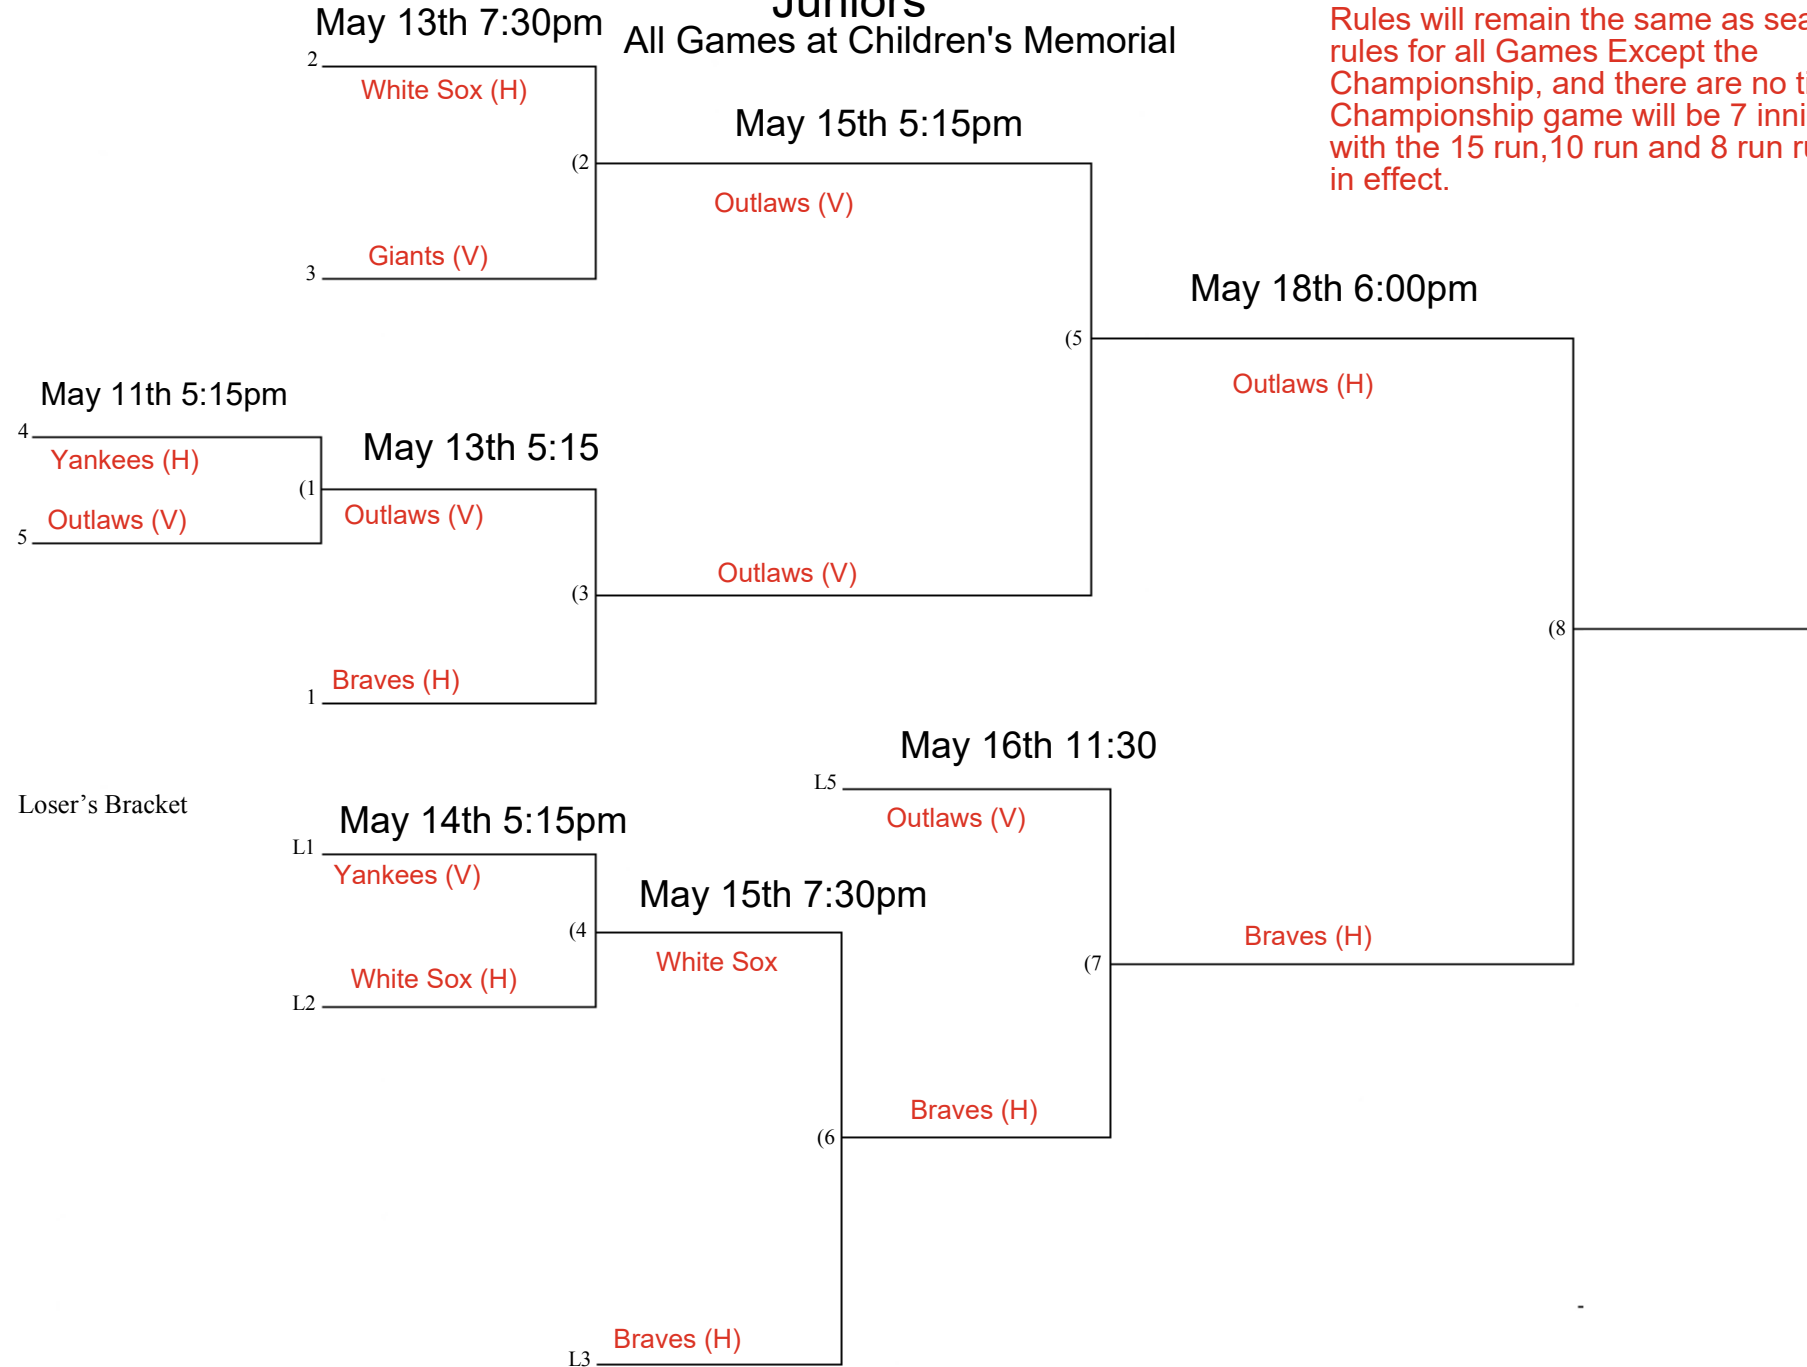 Juniors
May 13th 7:30pm
All Games at Children's Memorial
Rules will remain the same as
rules for all Games Except the
Championship, and there are no
Championship game will be 7
with the 15 run,10 run and 8 run
in effect.
2
White Sox (H)
May 15th 5:15pm
(2
Outlaws (V)
Giants (V)
3
May 18th 6:00pm
(5
Outlaws (H)
May 11th 5:15pm
4
Yankees (H)
May 13th 5:15
(1
Outlaws (V)
Outlaws (V)
5
Outlaws (V)
(3
(8
Braves (H)
1
May 16th 11:30
L5
Outlaws (V)
Loser's Bracket
May 14th 5:15pm
L1
Yankees (V)
May 15th 7:30pm
(4
White Sox
White Sox (H)
L2
Braves (H)
(7
Braves (H)
(6
Braves (H)
L3
-